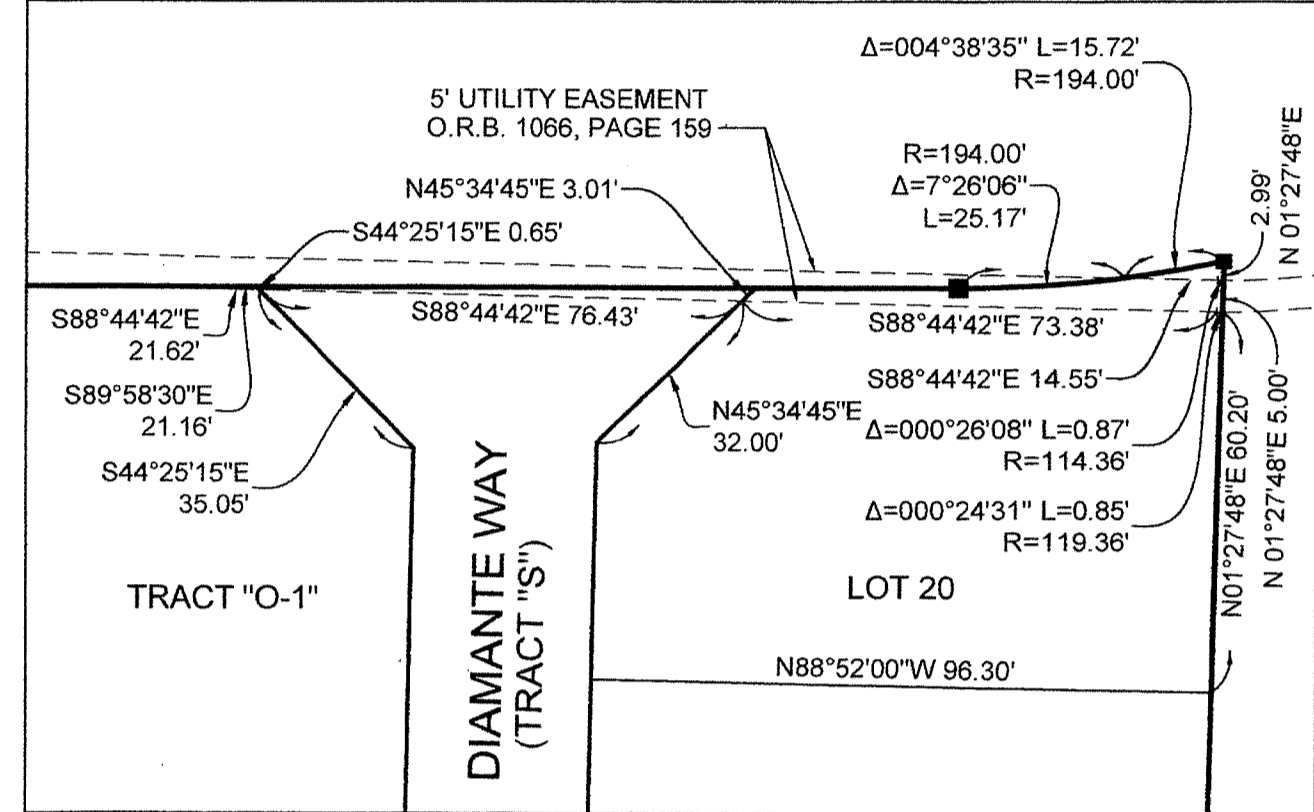 Δ=004°38'35" L=15.72'
R=194.00'
5' UTILITY EASEMENT
O.R.B. 1066, PAGE 159
R=194.00'
Δ=7°26'06"
L=25.17'
N45°34'45"E 3.01'
S44°25'15"E 0.65'
2.99'
N 01°27'48"E
S88°44'42"E
21.62'
S88°44'42"E 76.43'
S88°44'42"E 73.38'
S89°58'30"E
21.16'
S88°44'42"E 14.55'
S44°25'15"E
35.05'
N45°34'45"E
32.00'
Δ=000°26'08" L=0.87'
R=114.36'
Δ=000°24'31" L=0.85'
R=119.36'
N01°27'48"E 60.20'
N 01°27'48"E 5.00'
TRACT "O-1"
DIAMANTE WAY
(TRACT "S")
LOT 20
N88°52'00"W 96.30'